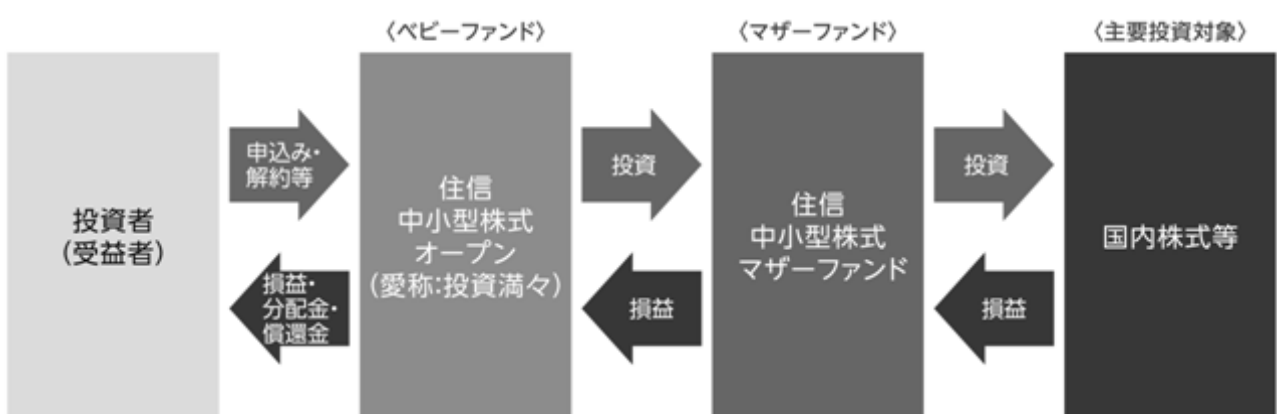 〈ベビーファンド〉
〈マザーファンド〉
〈主要投資対象〉
投資者
(受益者)
申込み・
解約等
損益・
分配金・
償還金
住信
中小型株式
オープン
(愛称:投資満々)
投資
損益
住信
中小型株式
マザーファンド
投資
損益
国内株式等